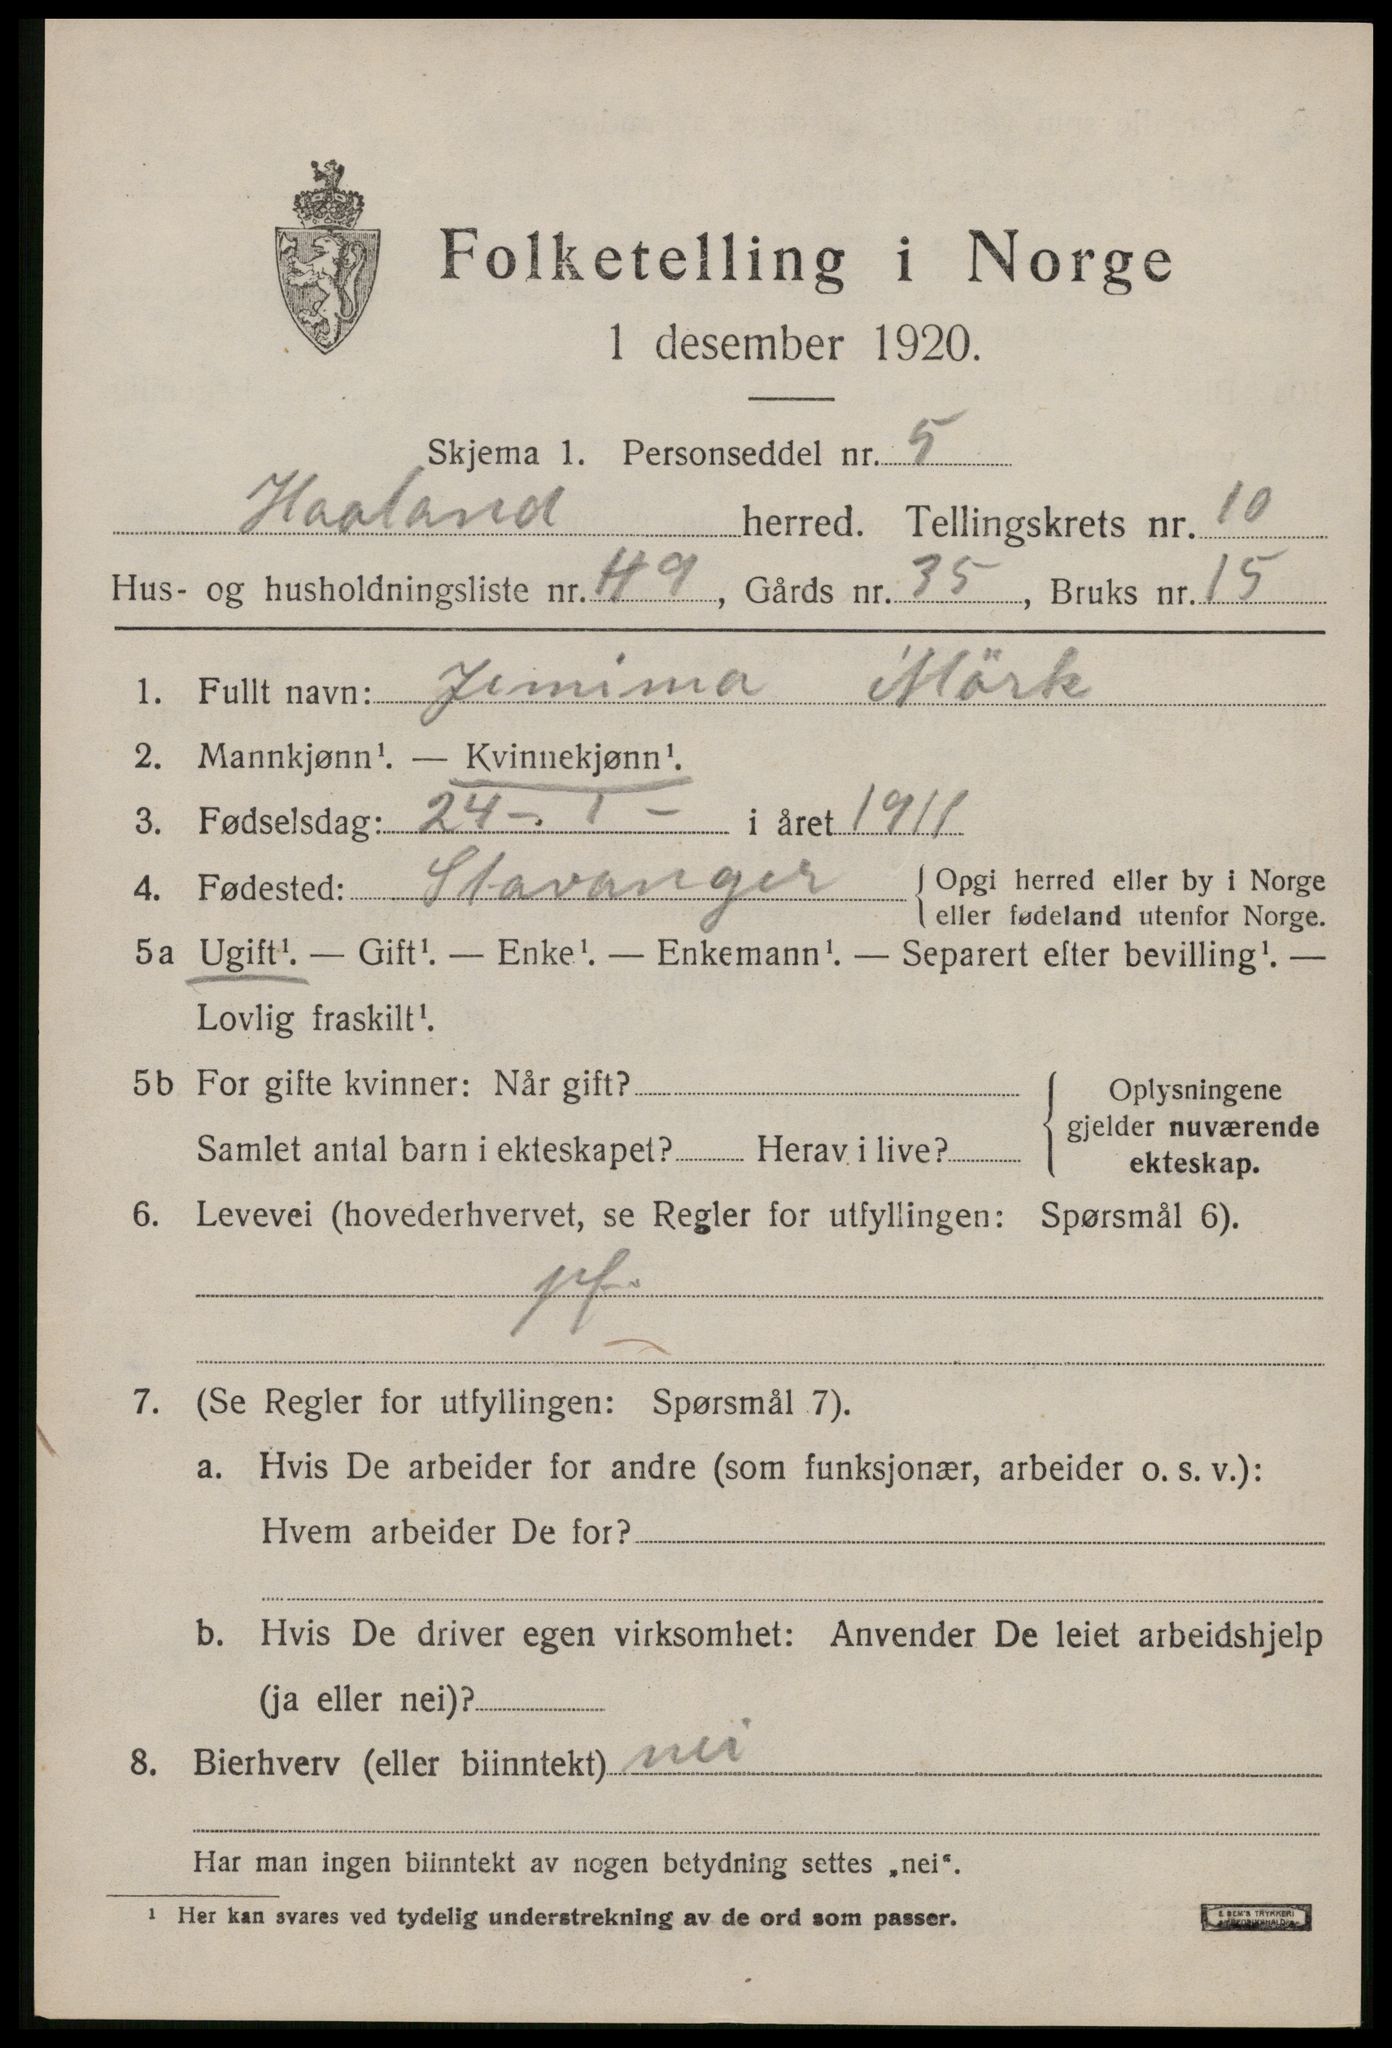 Folketelling i Norge
1 desember 1920.
Skjema 1. Personseddel nr. 5
Haaland herred. Tellingskrets nr. 10
Hus- og husholdningsliste nr. 49, Gårds nr. 35, Bruks nr. 15
1. Fullt navn: Jemima Mörk
2. Mannkjønn¹. — Kvinnekjønn¹.
3. Fødselsdag: 24 - 1 - i året 1911
4. Fødested: Stavanger { Opgi herred eller by i Norge
eller fødeland utenfor Norge.
5a Ugift¹. — Gift¹. — Enke¹. — Enkemann¹. — Separert efter bevilling¹. —
Lovlig fraskilt¹.
5b For gifte kvinner: Når gift?
Samlet antal barn i ekteskapet? Herav i live?
{ Oplysningene
gjelder nuværende
ekteskap.
6. Levevei (hovederhvervet, se Regler for utfyllingen: Spørsmål 6).
pf.
7. (Se Regler for utfyllingen: Spørsmål 7).
a. Hvis De arbeider for andre (som funksjonær, arbeider o. s. v.):
Hvem arbeider De for?
b. Hvis De driver egen virksomhet: Anvender De leiet arbeidshjelp
(ja eller nei)?
8. Bierhverv (eller biinntekt) nei
Har man ingen biinntekt av nogen betydning settes „nei“.
¹ Her kan svares ved tydelig understrekning av de ord som passer.